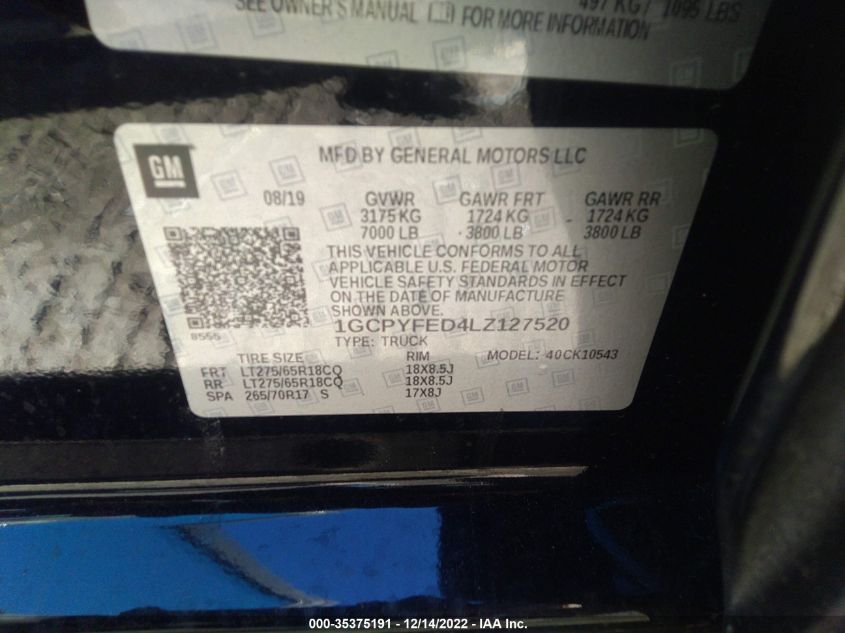 497 KG / 1095 LBS
SEE OWNER'S MANUAL FOR MORE INFORMATION
GM
MFD BY GENERAL MOTORS LLC
08/19 GVWR GAWR FRT GAWR RR
3175 KG 1724 KG 1724 KG
7000 LB 3800 LB 3800 LB
THIS VEHICLE CONFORMS TO ALL
APPLICABLE U.S. FEDERAL MOTOR
VEHICLE SAFETY STANDARDS IN EFFECT
ON THE DATE OF MANUFACTURE
SHOWN ABOVE.
1GCPYFED4LZ127520
8555
TYPE: TRUCK MODEL: 40CK10543
TIRE SIZE RIM
FRT LT275/65R18CQ 18X8.5J
RR LT275/65R18CQ 18X8.5J
SPA 265/70R17 S 17X8J
000-35375191 - 12/14/2022 - IAA Inc.